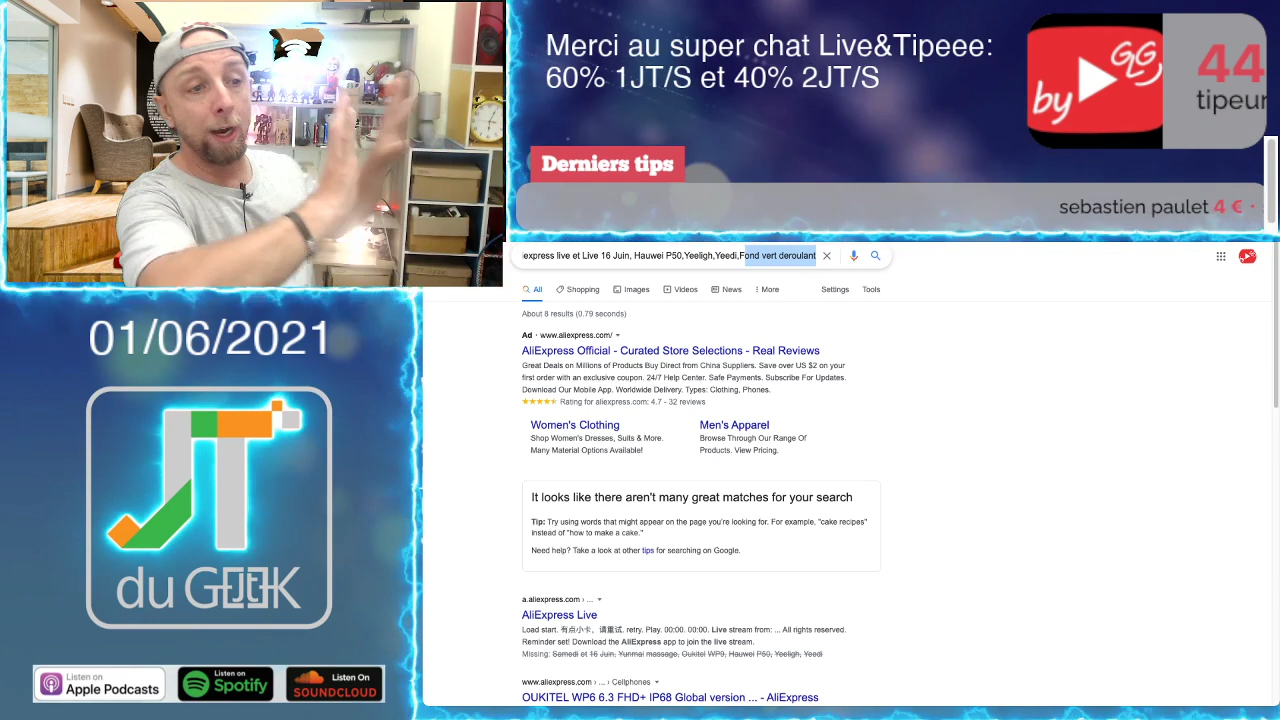 Merci au super chat Live&Tipeee:
60% 1JT/S et 40% 2JT/S
by GLG
44
tipeur
Derniers tips
sebastien paulet 4 € ·
express live et Live 16 Juin, Hauwei P50,Yeeligh,Yeedi,Fond vert deroulant
All Shopping Images Videos News More Settings Tools
About 8 results (0.79 seconds)
Ad · www.aliexpress.com/
AliExpress Official - Curated Store Selections - Real Reviews
Great Deals on Millions of Products Buy Direct from China Suppliers. Save over US $2 on your
first order with an exclusive coupon. 24/7 Help Center. Safe Payments. Subscribe For Updates.
Download Our Mobile App. Worldwide Delivery. Types: Clothing, Phones.
Rating for aliexpress.com: 4.7 - 32 reviews
Women's Clothing
Shop Women's Dresses, Suits & More.
Many Material Options Available!
Men's Apparel
Browse Through Our Range Of
Products. View Pricing.
It looks like there aren't many great matches for your search
Tip: Try using words that might appear on the page you're looking for. For example, "cake recipes"
instead of "how to make a cake."
Need help? Take a look at other tips for searching on Google.
a.aliexpress.com › ...
AliExpress Live
Load start. 有点小卡，请重试. retry. Play. 00:00. 00:00. Live stream from: ... All rights reserved.
Reminder set! Download the AliExpress app to join the live stream.
Missing: Samedi et 16 Juin, Yunmai massage, Oukitel WP9, Hauwei P50, Yeeligh, Yeedi
www.aliexpress.com › ... › Cellphones
OUKITEL WP6 6.3 FHD+ IP68 Global version ... - AliExpress
01/06/2021
JT
du GEEK
Listen on
Apple Podcasts
Listen on
Spotify
Listen On
SOUNDCLOUD